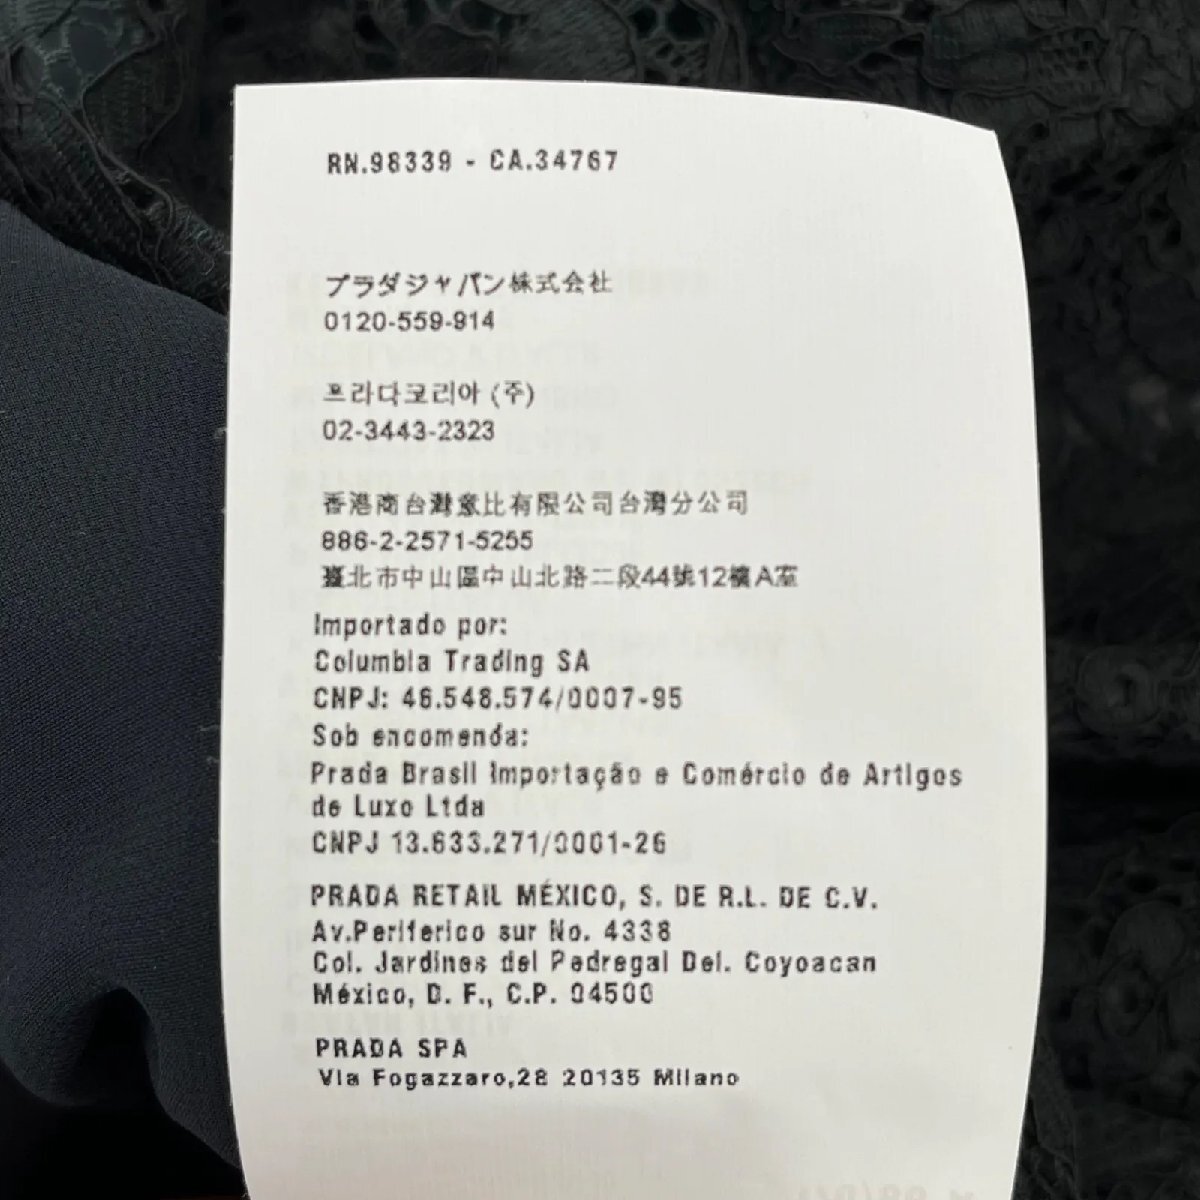 RN.98339 - CA.34767
プラダジャパン株式会社
0120-559-914
프라다코리아 (주)
02-3443-2323
香港商台灣意比有限公司台灣分公司
886-2-2571-5255
臺北市中山區中山北路二段44號12樓A室
Importado por:
Columbia Trading SA
CNPJ: 46.548.574/0007-95
Sob encomenda:
Prada Brasil Importação e Comércio de Artigos
de Luxo Ltda
CNPJ 13.633.271/0001-26
PRADA RETAIL MÉXICO, S. DE R.L. DE C.V.
Av.Periferico sur No. 4338
Col. Jardines del Pedregal Del. Coyoacan
México, D. F., C.P. 04500
PRADA SPA
Via Fogazzaro,28 20135 Milano